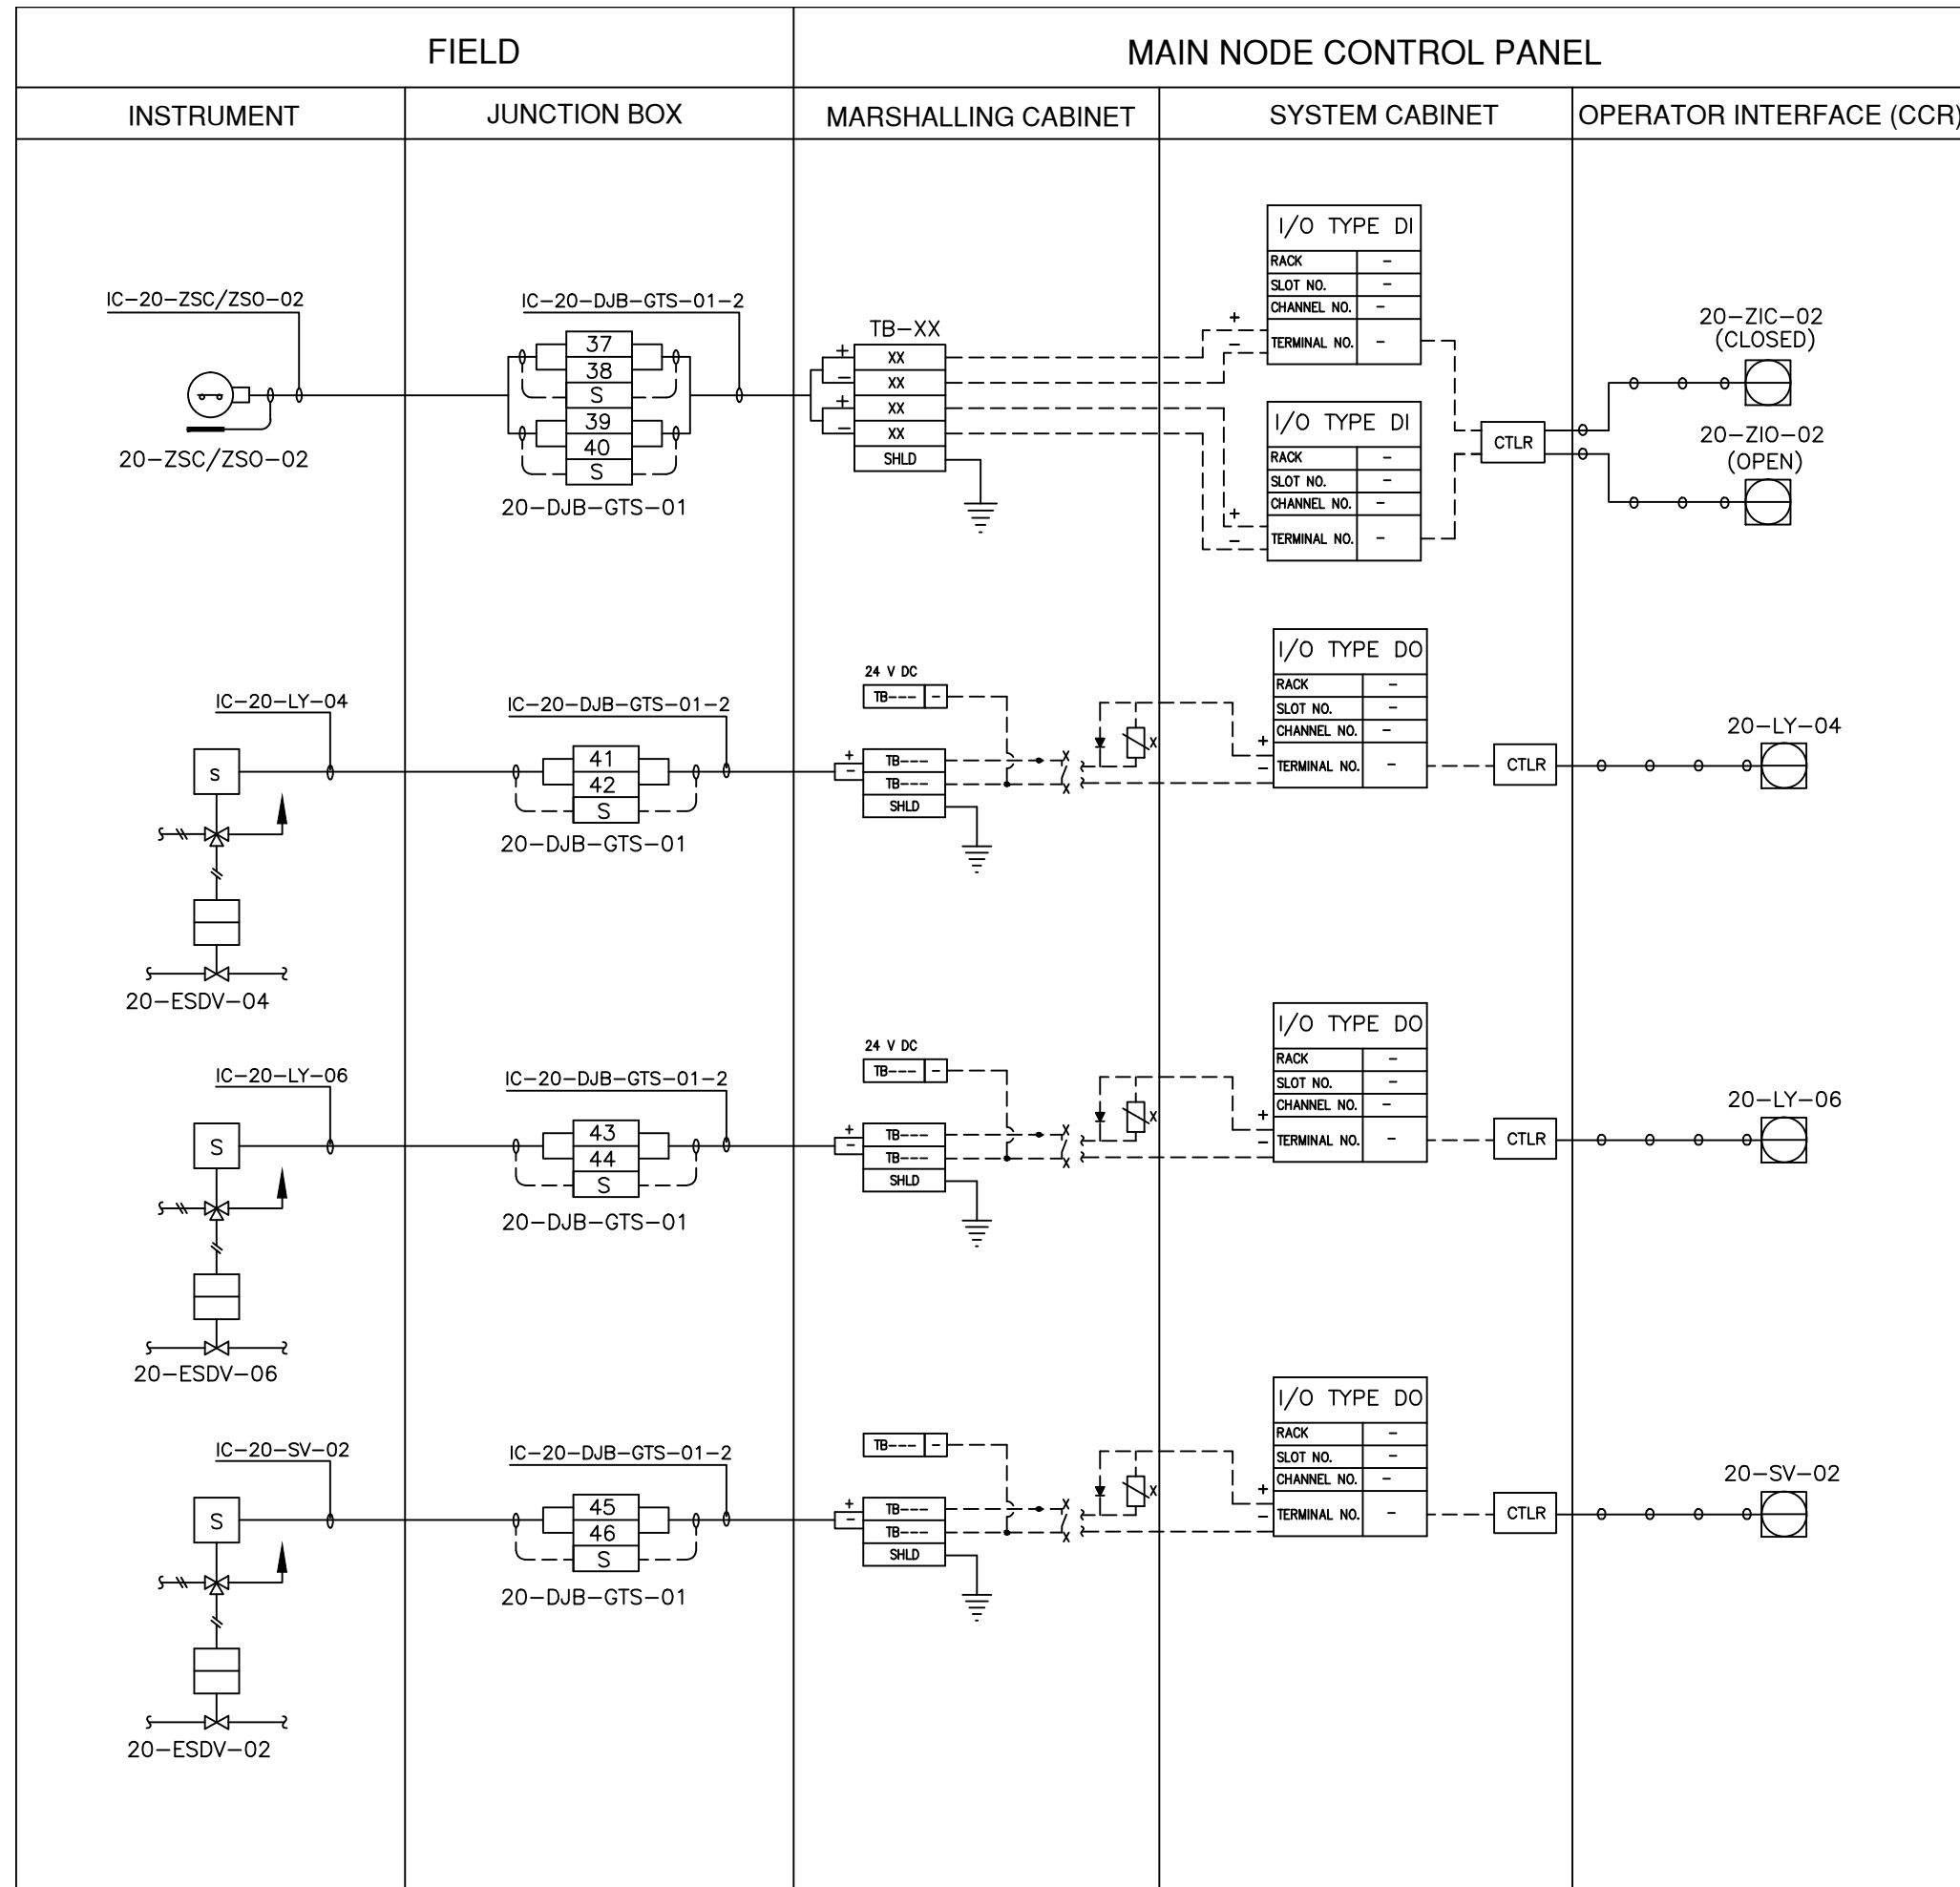 FIELD
MAIN NODE CONTROL PANEL
INSTRUMENT
JUNCTION BOX
MARSHALLING CABINET
SYSTEM CABINET
OPERATOR INTERFACE (CCR)
IC-20-ZSC/ZSO-02
20-ZSC/ZSO-02
IC-20-DJB-GTS-01-2
37
38
S
39
40
S
20-DJB-GTS-01
TB-XX
+ XX
- XX
+ XX
- XX
SHLD
I/O TYPE DI
RACK -
SLOT NO. -
CHANNEL NO. -
+
- TERMINAL NO. -
I/O TYPE DI
RACK -
SLOT NO. -
CHANNEL NO. -
+
- TERMINAL NO. -
CTLR
20-ZIC-02
(CLOSED)
20-ZIO-02
(OPEN)
IC-20-LY-04
s
20-ESDV-04
IC-20-DJB-GTS-01-2
41
42
S
20-DJB-GTS-01
24 V DC
TB--- -
+ TB---
- TB---
SHLD
X
X
X
I/O TYPE DO
RACK -
SLOT NO. -
CHANNEL NO. -
+
- TERMINAL NO. -
CTLR
20-LY-04
IC-20-LY-06
S
20-ESDV-06
IC-20-DJB-GTS-01-2
43
44
S
20-DJB-GTS-01
24 V DC
TB--- -
+ TB---
- TB---
SHLD
X
X
X
I/O TYPE DO
RACK -
SLOT NO. -
CHANNEL NO. -
+
- TERMINAL NO. -
CTLR
20-LY-06
IC-20-SV-02
S
20-ESDV-02
IC-20-DJB-GTS-01-2
45
46
S
20-DJB-GTS-01
TB--- -
+ TB---
- TB---
SHLD
X
X
X
I/O TYPE DO
RACK -
SLOT NO. -
CHANNEL NO. -
+
- TERMINAL NO. -
CTLR
20-SV-02